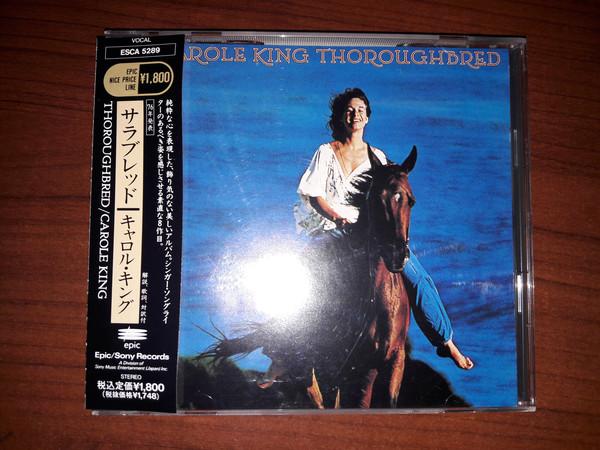 VOCAL
ESCA 5289
EPIC
NICE PRICE
LINE
¥1,800
サラブレッド
キャロル・キング
THOROUGHBRED/CAROLE KING
'76年発表
純粋な心を表現した、飾り気のない美しいアルバム。シンガー・ソングライ
ターのあるべき姿を感じさせる素直な8作目。
解説、歌詞、対訳付
epic
Epic/Sony Records
A Division of
Sony Music Entertainment (Japan) Inc.
STEREO
税込定価¥1,800
(税抜価格¥1,748)
AROLE KING THOROUGHBRED